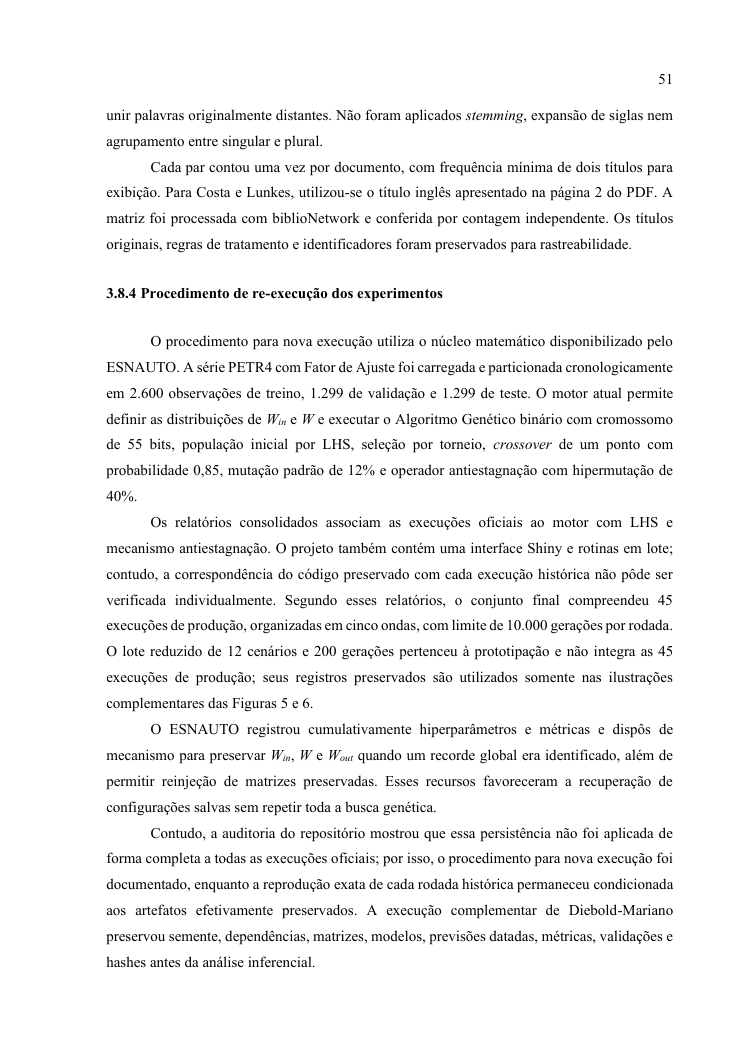 51
unir palavras originalmente distantes. Não foram aplicados stemming, expansão de siglas nem
agrupamento entre singular e plural.
Cada par contou uma vez por documento, com frequência mínima de dois títulos para
exibição. Para Costa e Lunkes, utilizou-se o título inglês apresentado na página 2 do PDF. A
matriz foi processada com biblioNetwork e conferida por contagem independente. Os títulos
originais, regras de tratamento e identificadores foram preservados para rastreabilidade.
3.8.4 Procedimento de re-execução dos experimentos
O procedimento para nova execução utiliza o núcleo matemático disponibilizado pelo
ESNAUTO. A série PETR4 com Fator de Ajuste foi carregada e particionada cronologicamente
em 2.600 observações de treino, 1.299 de validação e 1.299 de teste. O motor atual permite
definir as distribuições de Win e W e executar o Algoritmo Genético binário com cromossomo
de 55 bits, população inicial por LHS, seleção por torneio, crossover de um ponto com
probabilidade 0,85, mutação padrão de 12% e operador antiestagnação com hipermutação de
40%.
Os relatórios consolidados associam as execuções oficiais ao motor com LHS e
mecanismo antiestagnação. O projeto também contém uma interface Shiny e rotinas em lote;
contudo, a correspondência do código preservado com cada execução histórica não pôde ser
verificada individualmente. Segundo esses relatórios, o conjunto final compreendeu 45
execuções de produção, organizadas em cinco ondas, com limite de 10.000 gerações por rodada.
O lote reduzido de 12 cenários e 200 gerações pertenceu à prototipação e não integra as 45
execuções de produção; seus registros preservados são utilizados somente nas ilustrações
complementares das Figuras 5 e 6.
O ESNAUTO registrou cumulativamente hiperparâmetros e métricas e dispôs de
mecanismo para preservar Win, W e Wout quando um recorde global era identificado, além de
permitir reinjeção de matrizes preservadas. Esses recursos favoreceram a recuperação de
configurações salvas sem repetir toda a busca genética.
Contudo, a auditoria do repositório mostrou que essa persistência não foi aplicada de
forma completa a todas as execuções oficiais; por isso, o procedimento para nova execução foi
documentado, enquanto a reprodução exata de cada rodada histórica permaneceu condicionada
aos artefatos efetivamente preservados. A execução complementar de Diebold-Mariano
preservou semente, dependências, matrizes, modelos, previsões datadas, métricas, validações e
hashes antes da análise inferencial.